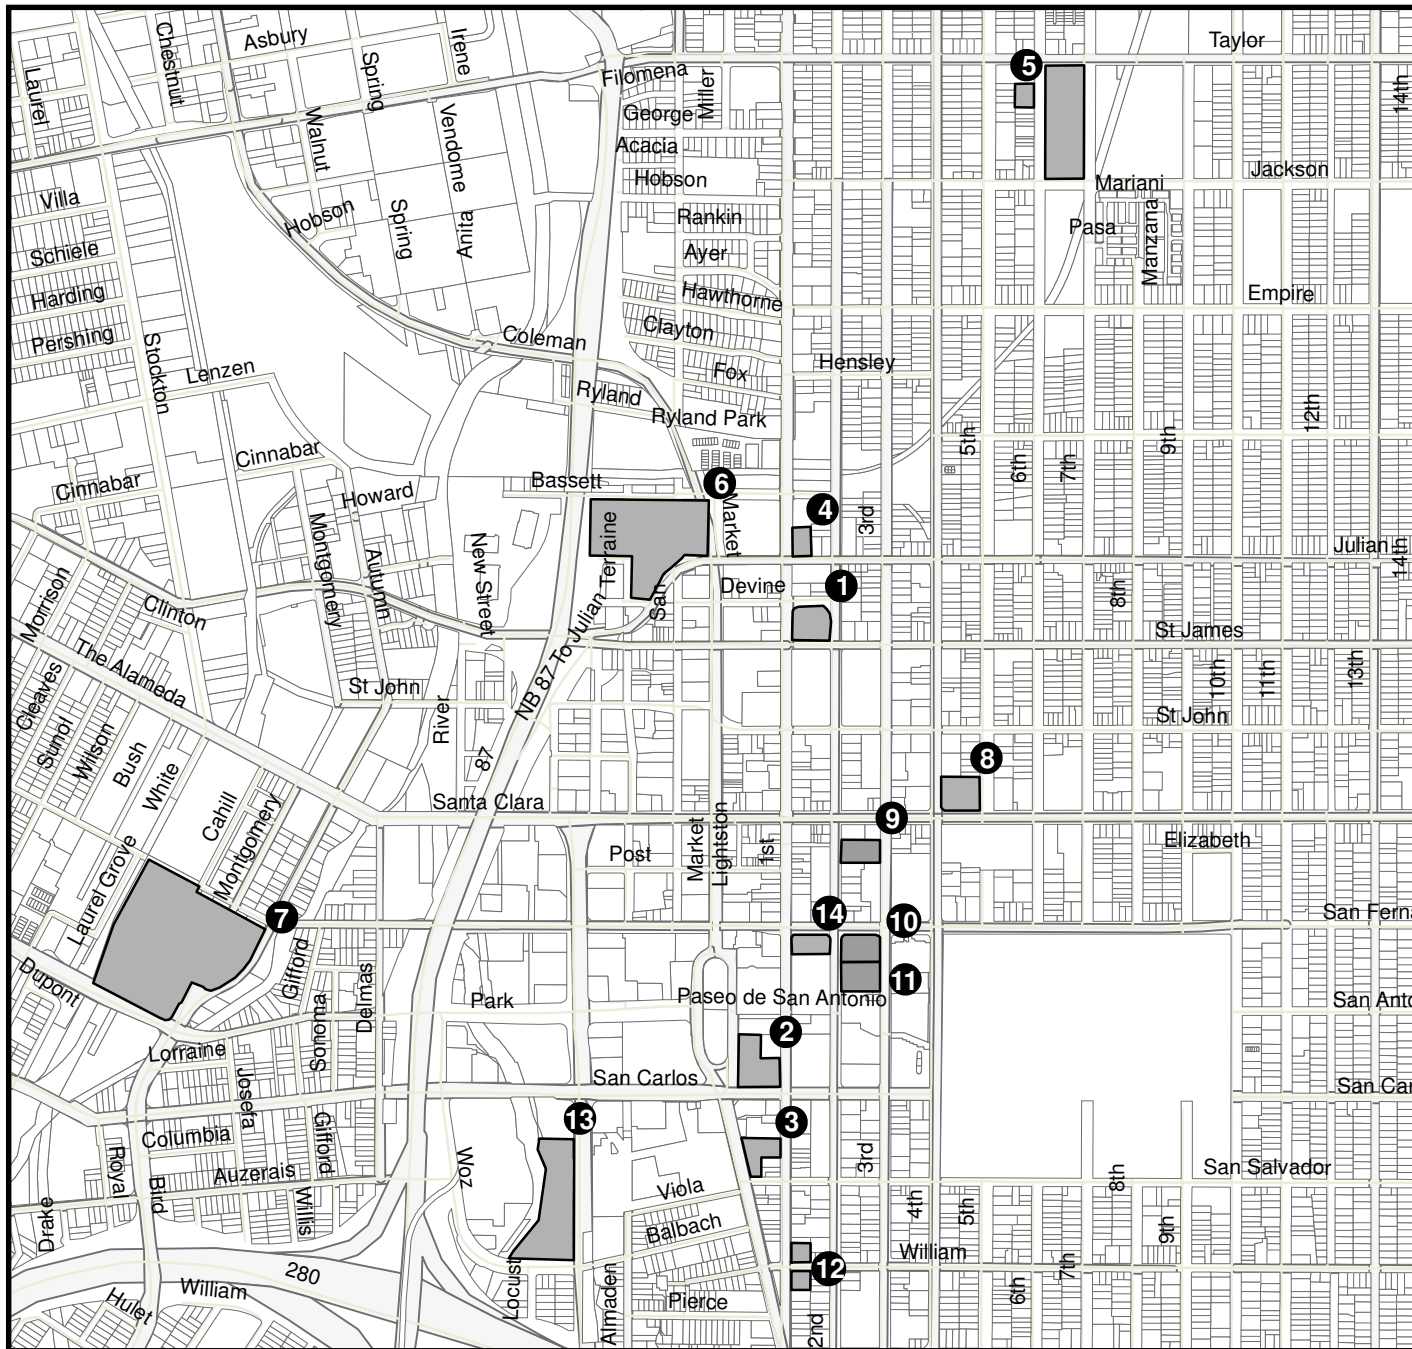 Taylor
Asbury
Chestnut
Spring
Irene
Laurel
Filomena
Miller
5
14th
George
Walnut
Vendome
Acacia
Hobson
Jackson
Mariani
Villa
Hobson
Spring
Anita
Rankin
Pasa
Manzana
Schiele
Ayer
Harding
Hawthorne
Empire
Pershing
Clayton
Coleman
Stockton
Lenzen
Fox
Hensley
Ryland
Ryland Park
12th
5th
6th
7th
9th
Cinnabar
Cinnabar
Howard
Bassett
6
Market
4
3rd
Montgomery
Autumn
New Street
Terraine
Julian
14th
San
Devine
1
8th
Morrison
Clinton
St James
The Alameda
NB 87 To Julian
St John
Cleaves
Sunol
Wilson
Bush
White
River
87
10th
11th
13th
St John
8
Cahill
Montgomery
Santa Clara
9
Market
Lightston
1st
Post
Elizabeth
Laurel Grove
7
14
10
San Ferna
Gifford
Delmas
Dupont
11
Sonoma
Park
Paseo de San Antonio
San Anto
2
Lorraine
Josefa
San Carlos
San Car
13
3
Columbia
Gifford
Royal
Bird
Auzerais
Willis
Woz
3rd
San Salvador
8th
Viola
Drake
4th
5th
9th
Balbach
William
12
7th
6th
280
William
Locust
Hulet
Almaden
Pierce
2nd